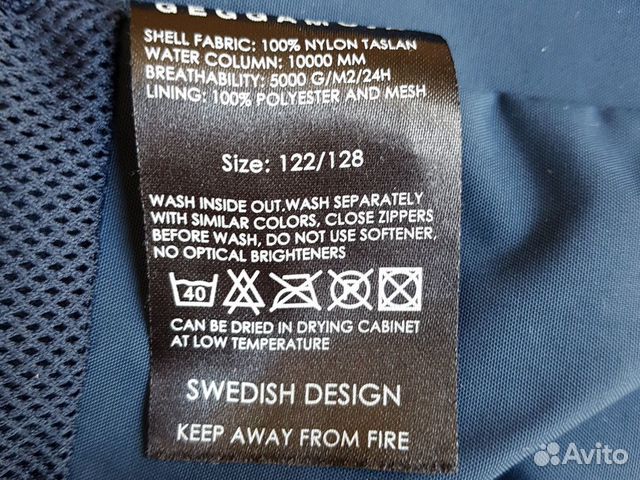 SHELL FABRIC: 100% NYLON TASLAN
WATER COLUMN: 10000 MM
BREATHABILITY: 5000 G/M2/24H
LINING: 100% POLYESTER AND MESH
Size: 122/128
WASH INSIDE OUT.WASH SEPARATELY
WITH SIMILAR COLORS, CLOSE ZIPPERS
BEFORE WASH, DO NOT USE SOFTENER,
NO OPTICAL BRIGHTENERS
40
CAN BE DRIED IN DRYING CABINET
AT LOW TEMPERATURE
SWEDISH DESIGN
KEEP AWAY FROM FIRE
Avito